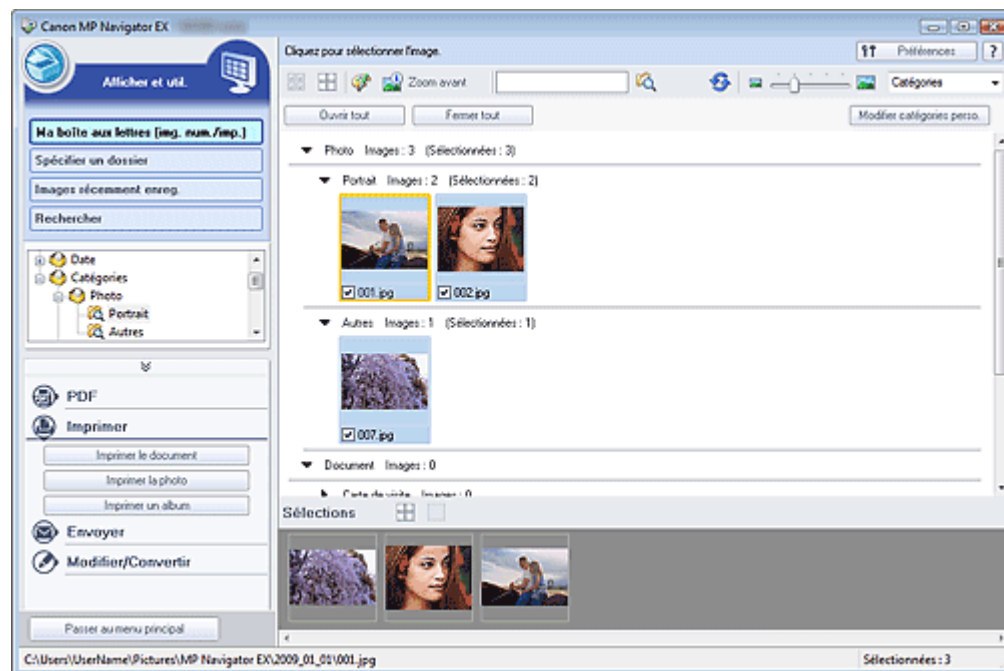 Canon MP Navigator EX
Cliquez pour sélectionner l'image.
Préférences
?
Afficher et util.
Zoom avant
Catégories
Ouvrir tout
Fermer tout
Modifier catégories perso.
Ma boîte aux lettres [img. num./imp.]
Spécifier un dossier
Images récemment enreg.
Rechercher
Date
Catégories
Photo
Portrait
Autres
PDF
Imprimer
Imprimer le document
Imprimer la photo
Imprimer un album
Envoyer
Modifier/Convertir
Passer au menu principal
Photo Images : 3 (Sélectionnées : 3)
Portrait Images : 2 (Sélectionnées : 2)
001.jpg
002.jpg
Autres Images : 1 (Sélectionnées : 1)
007.jpg
Document Images : 0
Carte de visite Images : 0
Sélections
C:\Users\UserName\Pictures\MP Navigator EX\2009_01_01\001.jpg
Sélectionnées : 3